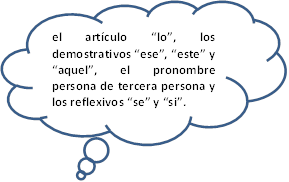 el artículo “lo”, los
demostrativos “ese”, “este” y
“aquel”, el pronombre
persona de tercera persona y
los reflexivos “se” y “si”.